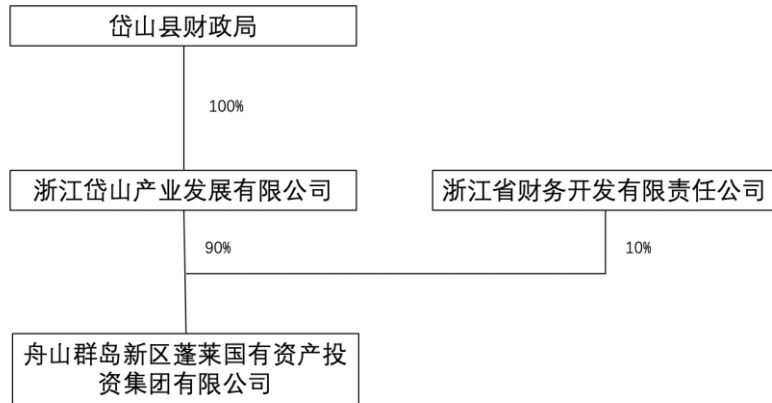 岱山县财政局
100%
浙江岱山产业发展有限公司
浙江省财务开发有限责任公司
90%
10%
舟山群岛新区蓬莱国有资产投
资集团有限公司